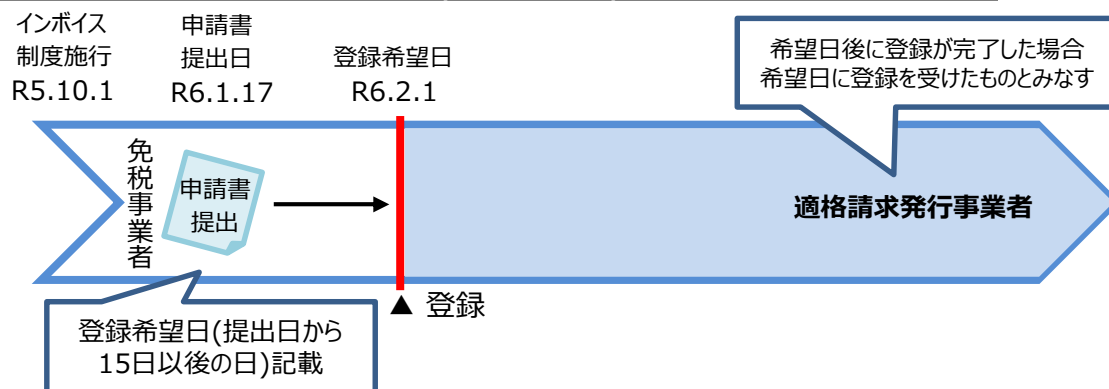 インボイス
制度施行
R5.10.1
申請書
提出日
R6.1.17
登録希望日
R6.2.1
希望日後に登録が完了した場合
希望日に登録を受けたものとみなす
免税事業者
申請書
提出
適格請求発行事業者
▲ 登録
登録希望日(提出日から
15日以後の日)記載